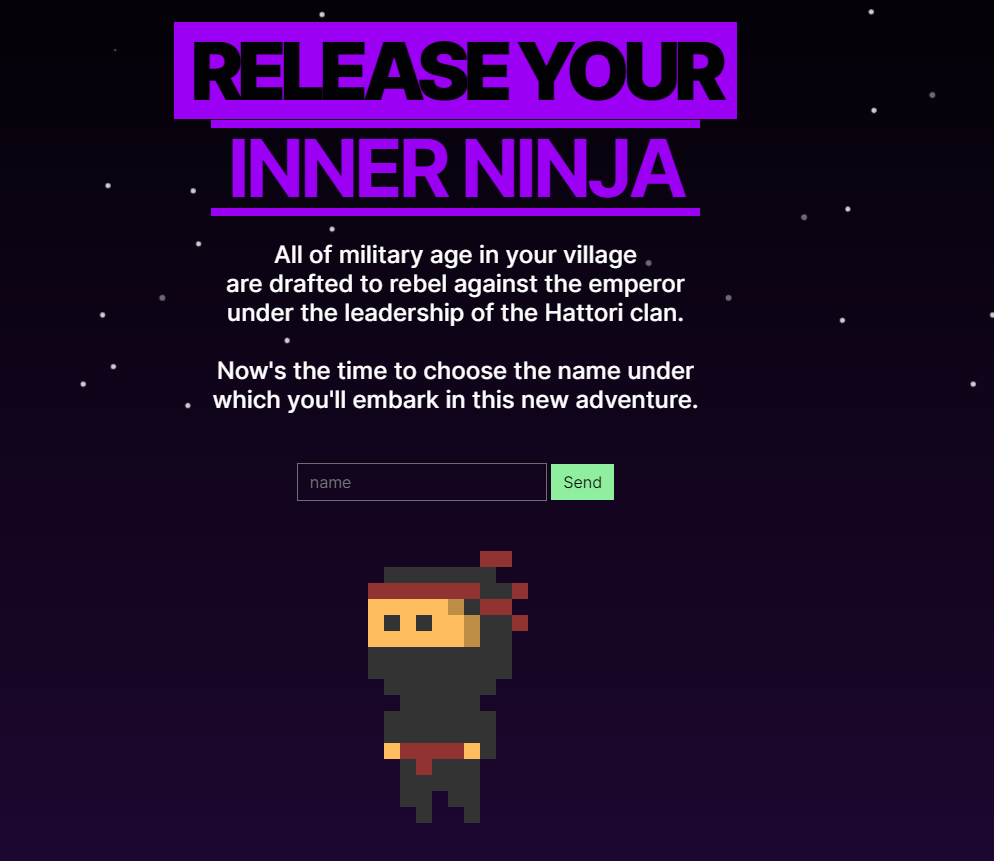 RELEASE YOUR
INNER NINJA
All of military age in your village
are drafted to rebel against the emperor
under the leadership of the Hattori clan.
Now's the time to choose the name under
which you'll embark in this new adventure.
name
Send